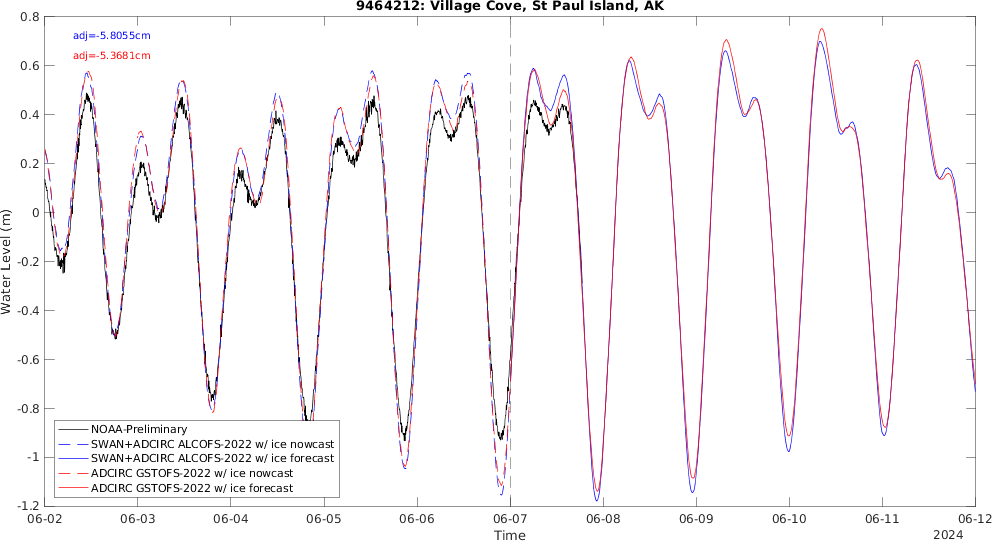 9464212: Village Cove, St Paul Island, AK
adj=-5.8055cm
adj=-5.3681cm
Water Level (m)
0.8
0.6
0.4
0.2
0
-0.2
-0.4
-0.6
-0.8
-1
-1.2
NOAA-Preliminary
SWAN+ADCIRC ALCOFS-2022 w/ ice nowcast
SWAN+ADCIRC ALCOFS-2022 w/ ice forecast
ADCIRC GSTOFS-2022 w/ ice nowcast
ADCIRC GSTOFS-2022 w/ ice forecast
06-02 06-03 06-04 06-05 06-06 06-07 06-08 06-09 06-10 06-11 06-12
Time
2024